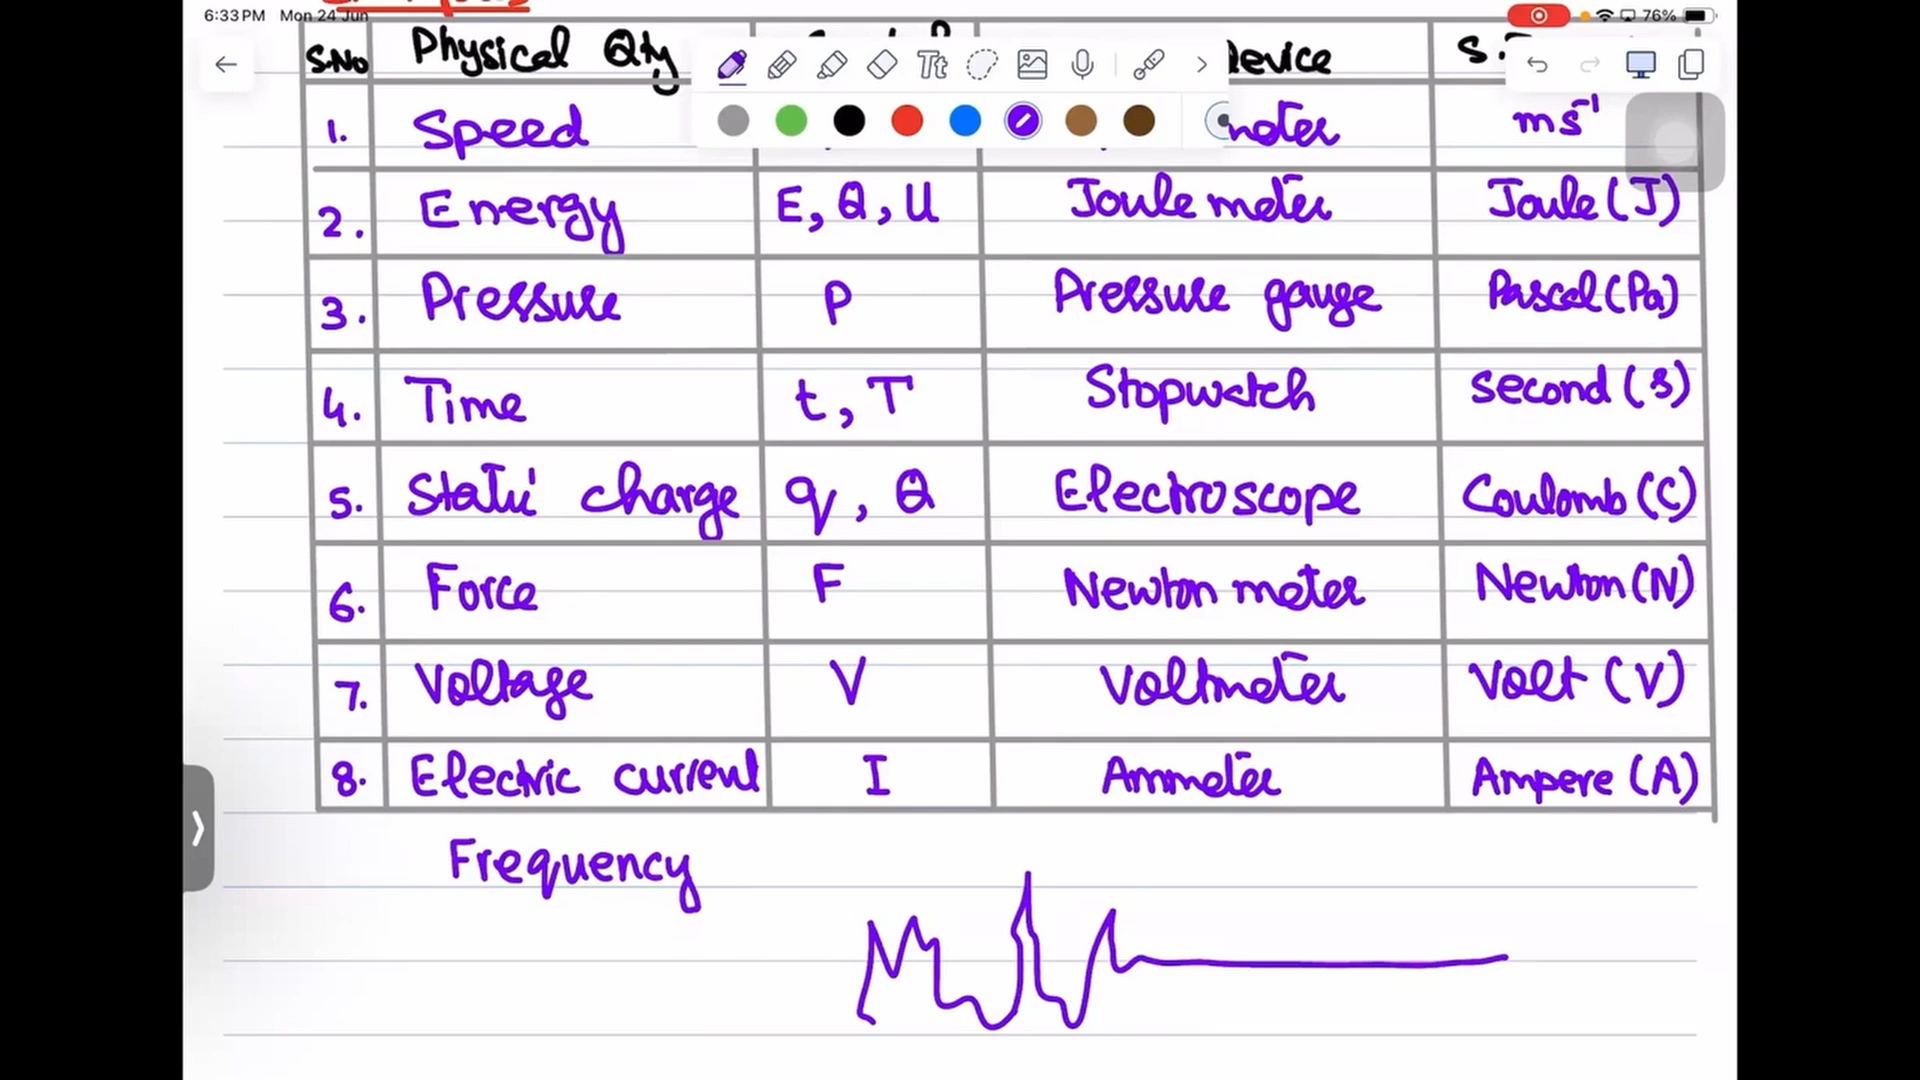 6:33 PM Mon 24 Jun 76%
S.No Physical Qty Device S.
Tt
1. Speed meter ms⁻¹
2. Energy E, Q, U Joule meter Joule (J)
3. Pressure P Pressure gauge Pascal (Pa)
4. Time t, T Stopwatch second (s)
5. Static charge q, Q Electroscope Coulomb (C)
6. Force F Newton meter Newton (N)
7. Voltage V Voltmeter Volt (V)
8. Electric current I Ammeter Ampere (A)
Frequency